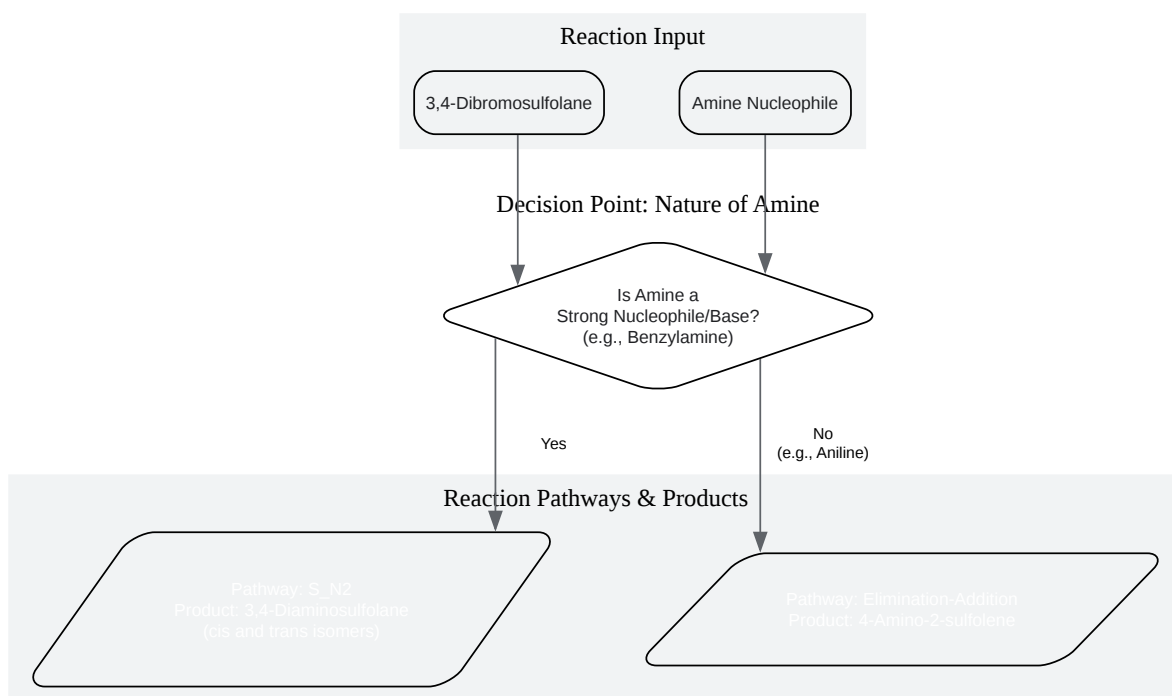 Reaction Input
3,4-Dibromosulfolane
Amine Nucleophile
Decision Point: Nature of Amine
Is Amine a
Strong Nucleophile/Base?
(e.g., Benzylamine)
Yes
No
(e.g., Aniline)
Reaction Pathways & Products
Pathway: S_N2
Product: 3,4-Diaminosulfolane
(cis and trans isomers)
Pathway: Elimination-Addition
Product: 4-Amino-2-sulfolene